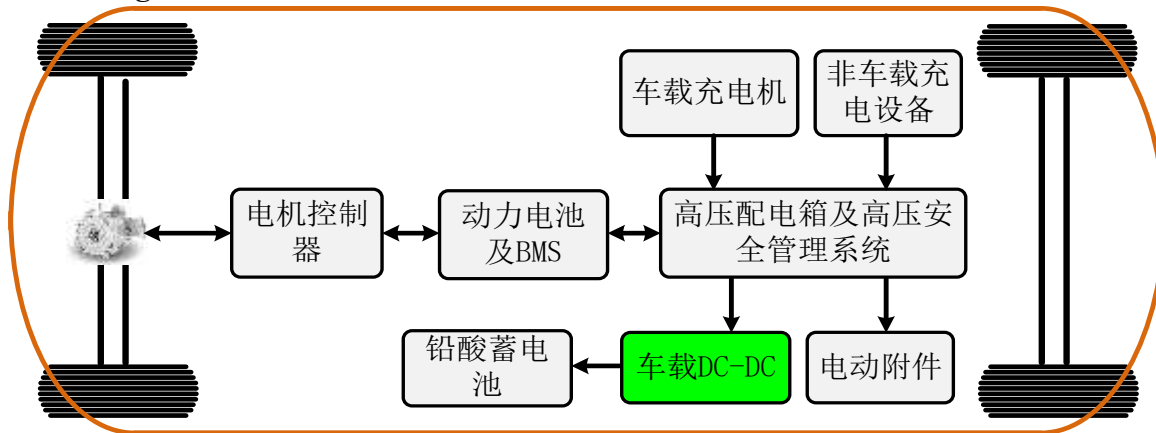 车载充电机
非车载充
电设备
电机控制
器
动力电池
及BMS
高压配电箱及高压安
全管理系统
铅酸蓄电
池
车载DC-DC
电动附件